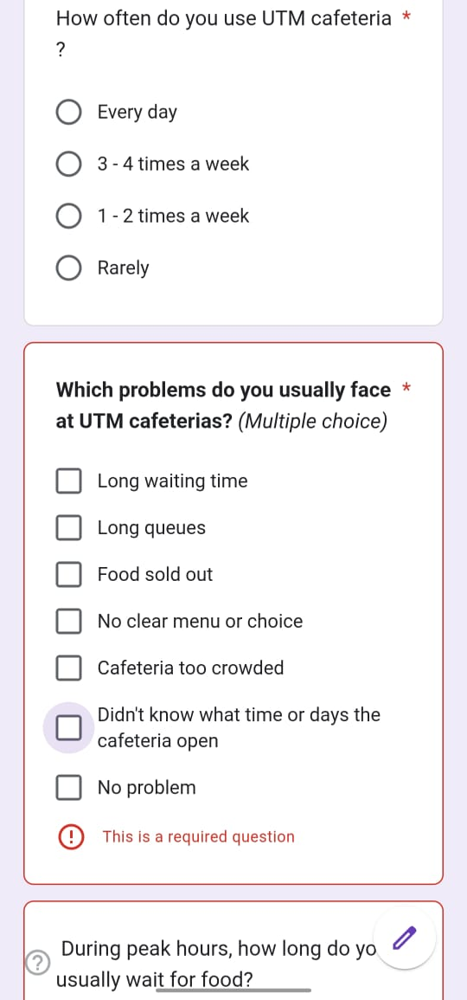 How often do you use UTM cafeteria *
?
Every day
3 - 4 times a week
1 - 2 times a week
Rarely
Which problems do you usually face *
at UTM cafeterias? (Multiple choice)
Long waiting time
Long queues
Food sold out
No clear menu or choice
Cafeteria too crowded
Didn't know what time or days the
cafeteria open
No problem
This is a required question
During peak hours, how long do yo
usually wait for food?